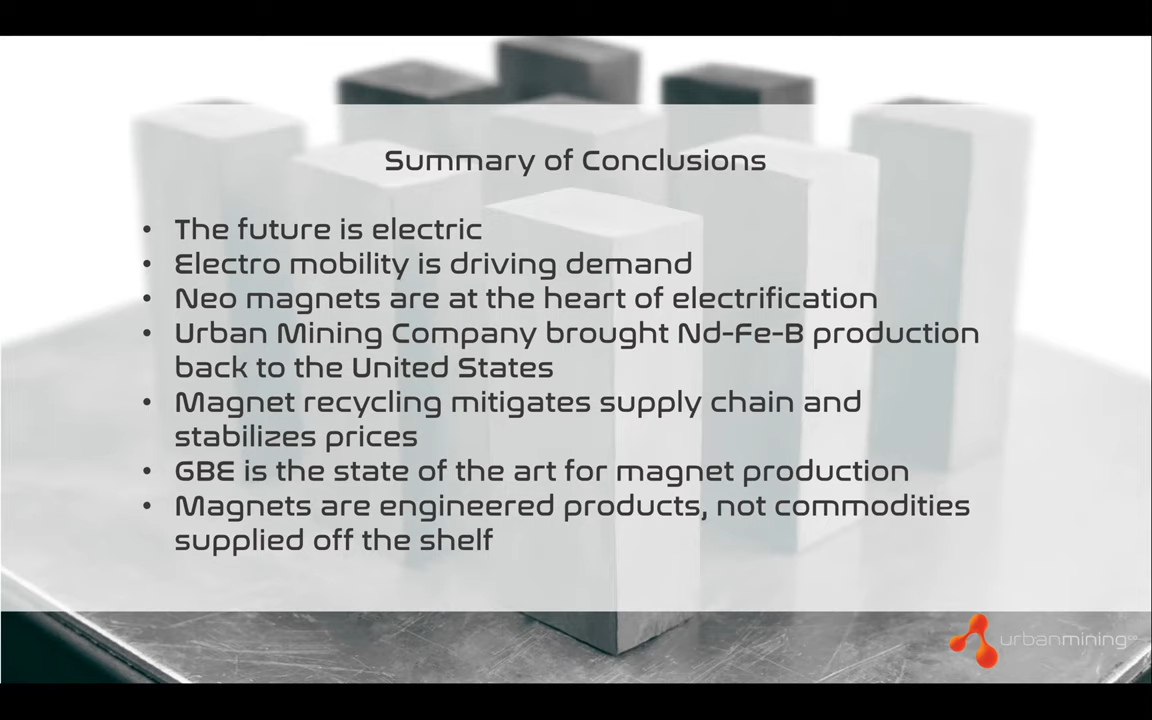 Summary of Conclusions
• The future is electric
• Electro mobility is driving demand
• Neo magnets are at the heart of electrification
• Urban Mining Company brought Nd-Fe-B production
back to the United States
• Magnet recycling mitigates supply chain and
stabilizes prices
• GBE is the state of the art for magnet production
• Magnets are engineered products, not commodities
supplied off the shelf
urbanminingco